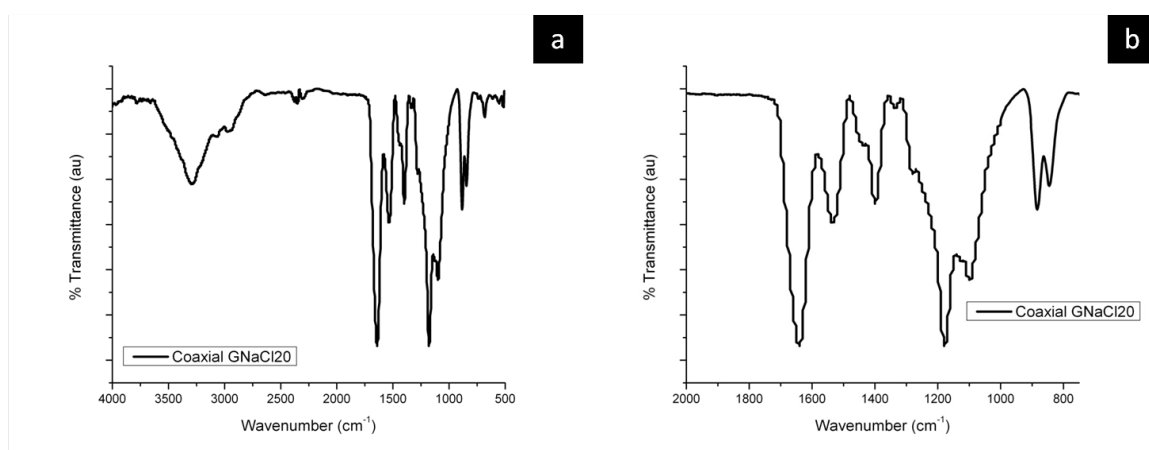 a
% Transmittance (au)
Coaxial GNaCl20
4000 3500 3000 2500 2000 1500 1000 500
Wavenumber (cm⁻¹)
b
% Transmittance (au)
Coaxial GNaCl20
2000 1800 1600 1400 1200 1000 800
Wavenumber (cm⁻¹)